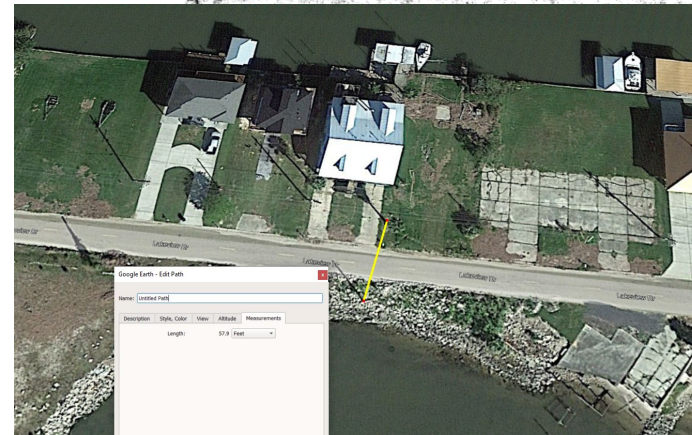 Lakeview Dr
Lakeview Dr
Lakeview Dr
Google Earth - Edit Path
x
Name: Untitled Path
Description Style, Color View Altitude Measurements
Length: 57.9 Feet